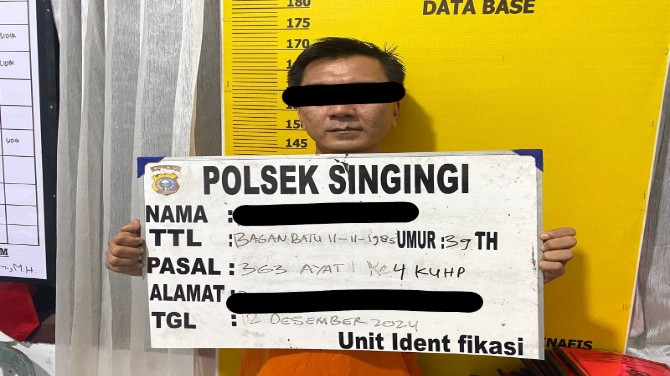 DATA BASE
180
175
170
150
145
POLSEK SINGINGI
NAMA :
TTL : BAGAN BATU 11-11-1985 UMUR : 39 TH
PASAL : 363 AYAT 1 Ke 4 KUHP
ALAMAT :
TGL : 12 DESEMBER 2024
Unit Ident fikasi
M.H.